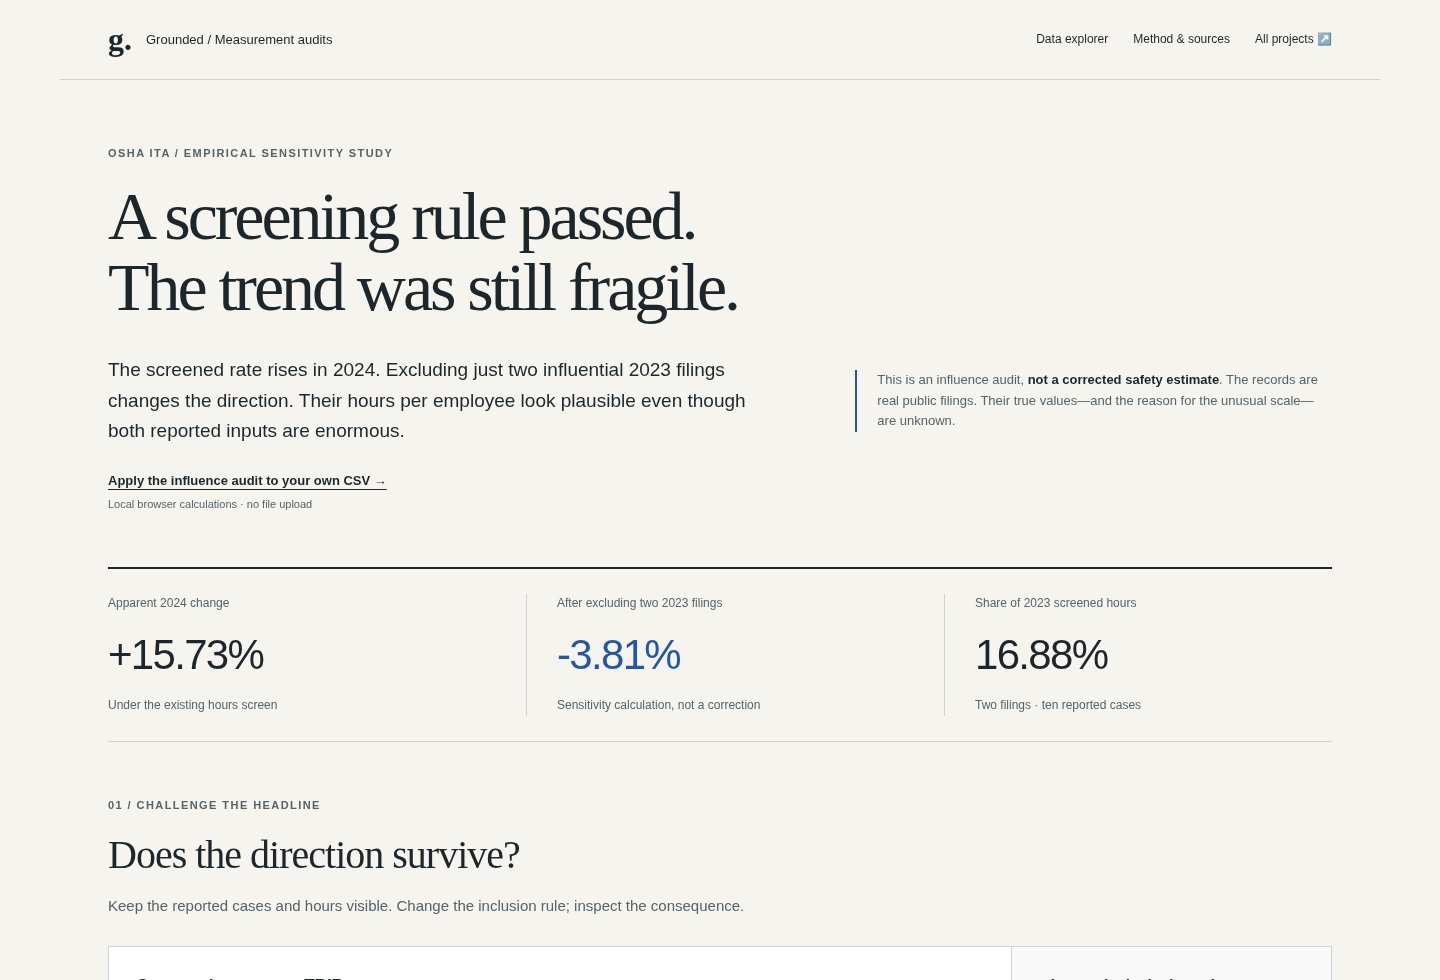 g. Grounded / Measurement audits
Data explorer Method & sources All projects ↗
OSHA ITA / EMPIRICAL SENSITIVITY STUDY
A screening rule passed.
The trend was still fragile.
The screened rate rises in 2024. Excluding just two influential 2023 filings
changes the direction. Their hours per employee look plausible even though
both reported inputs are enormous.
This is an influence audit, not a corrected safety estimate. The records are
real public filings. Their true values—and the reason for the unusual scale—
are unknown.
Apply the influence audit to your own CSV →
Local browser calculations · no file upload
Apparent 2024 change
+15.73%
Under the existing hours screen
After excluding two 2023 filings
-3.81%
Sensitivity calculation, not a correction
Share of 2023 screened hours
16.88%
Two filings · ten reported cases
01 / CHALLENGE THE HEADLINE
Does the direction survive?
Keep the reported cases and hours visible. Change the inclusion rule; inspect the consequence.